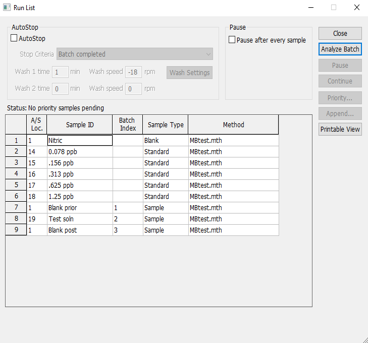 Run List
AutoStop
AutoStop
Stop Criteria Batch completed
Wash 1 time 1 min Wash speed -18 rpm Wash Settings
Wash 2 time 0 min Wash speed 0 rpm
Pause
Pause after every sample
Close
Analyze Batch
Pause
Continue
Priority...
Append...
Printable View
Status: No priority samples pending
A/S Loc. Sample ID Batch Index Sample Type Method
1 1 Nitric Blank MBtest.mth
2 14 0.078 ppb Standard MBtest.mth
3 15 .156 ppb Standard MBtest.mth
4 16 .313 ppb Standard MBtest.mth
5 17 .625 ppb Standard MBtest.mth
6 18 1.25 ppb Standard MBtest.mth
7 1 Blank prior 1 Sample MBtest.mth
8 19 Test soln 2 Sample MBtest.mth
9 1 Blank post 3 Sample MBtest.mth